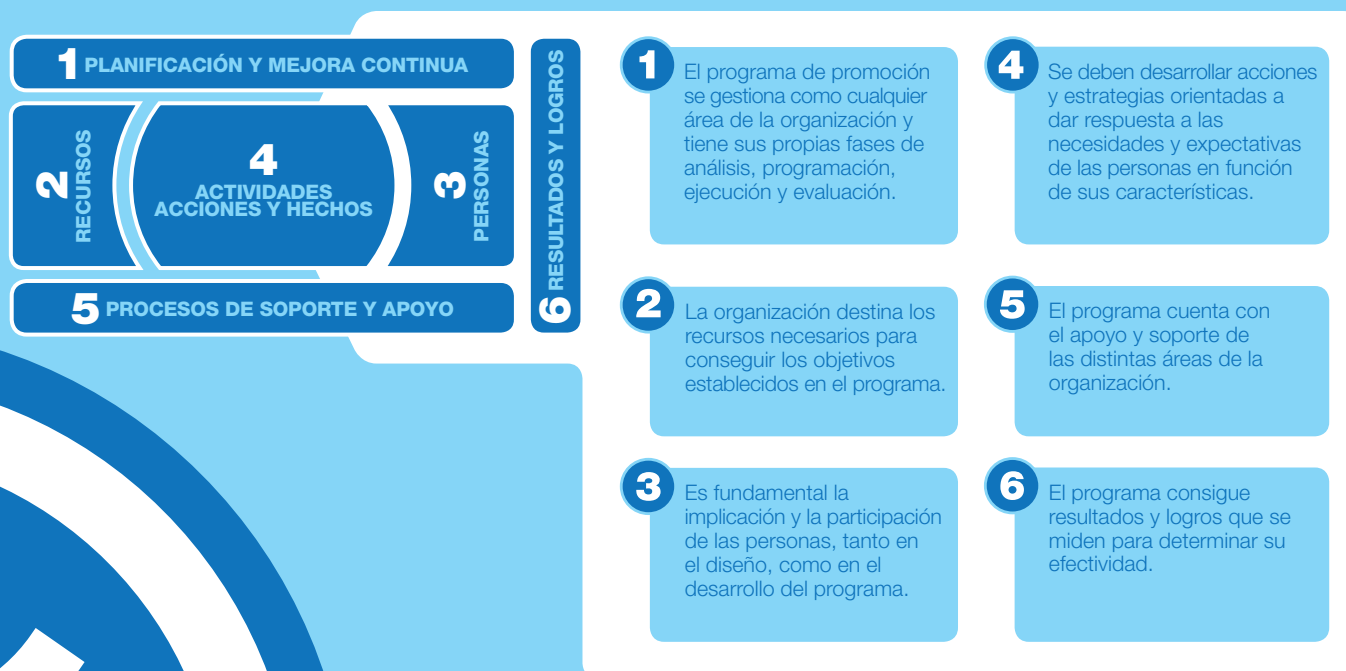 1 PLANIFICACIÓN Y MEJORA CONTINUA
2 RECURSOS
4
ACTIVIDADES
ACCIONES Y HECHOS
3 PERSONAS
5 PROCESOS DE SOPORTE Y APOYO
6 RESULTADOS Y LOGROS
1
El programa de promoción
se gestiona como cualquier
área de la organización y
tiene sus propias fases de
análisis, programación,
ejecución y evaluación.
2
La organización destina los
recursos necesarios para
conseguir los objetivos
establecidos en el programa.
3
Es fundamental la
implicación y la participación
de las personas, tanto en
el diseño, como en el
desarrollo del programa.
4
Se deben desarrollar acciones
y estrategias orientadas a
dar respuesta a las
necesidades y expectativas
de las personas en función
de sus características.
5
El programa cuenta con
el apoyo y soporte de
las distintas áreas de la
organización.
6
El programa consigue
resultados y logros que se
miden para determinar su
efectividad.